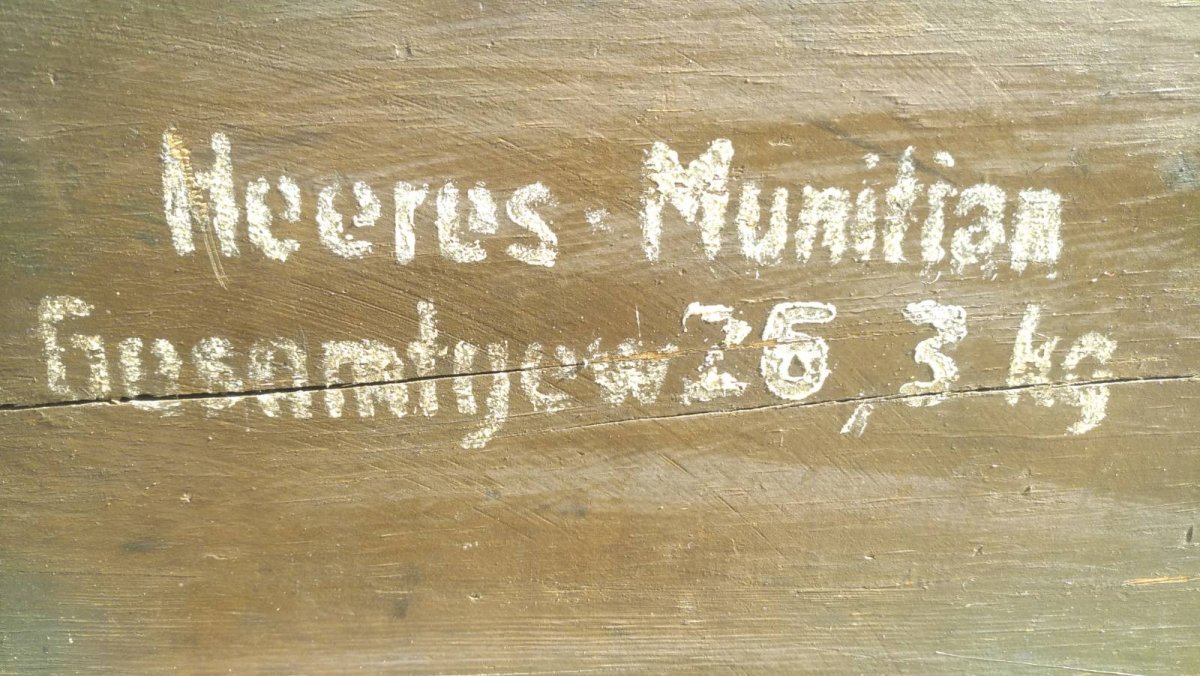 Heeres-Munition
Gesamtgew 26,3 kg